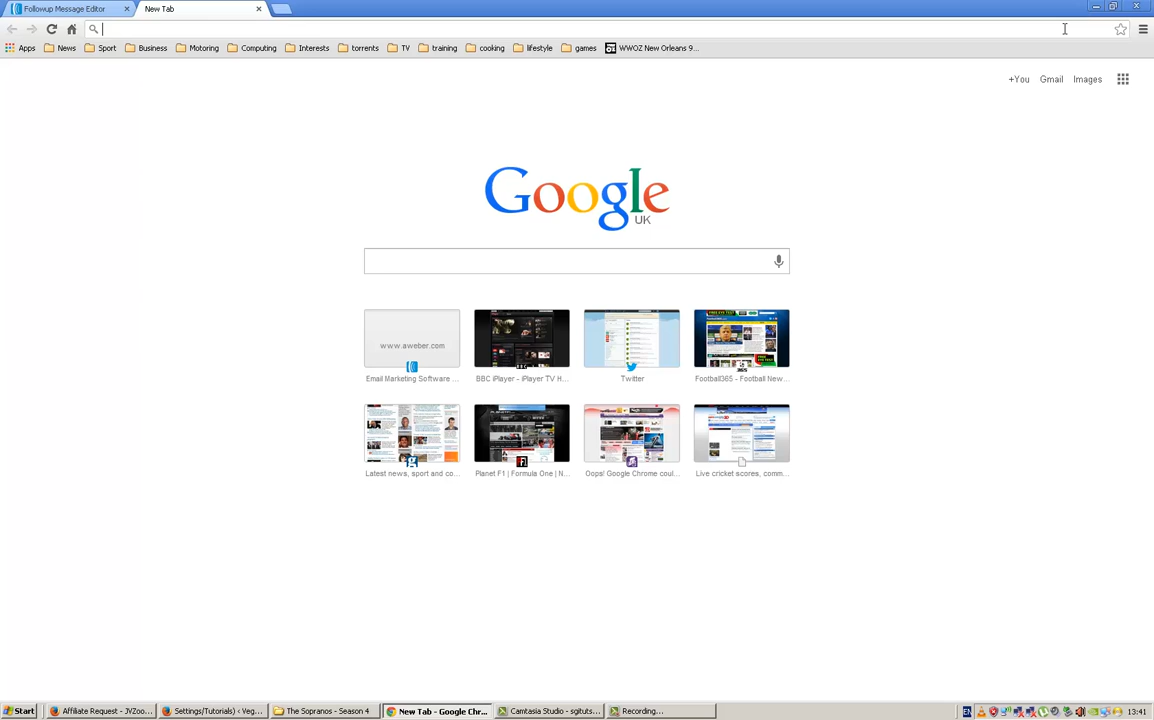 Followup Message Editor
New Tab
Apps News Sport Business Motoring Computing Interests torrents TV training cooking lifestyle games WWOZ New Orleans 9...
+You Gmail Images
Google
UK
www.aweber.com
Email Marketing Software ... BBC iPlayer - iPlayer TV H... Twitter Football365 - Football New...
Latest news, sport and co... Planet F1 | Formula One | N... Oops! Google Chrome coul... Live cricket scores, comm...
Start Affiliate Request - JVZoo... Settings/Tutorials) ‹ Veg... The Sopranos - Season 4 New Tab - Google Chr... Camtasia Studio - sgituts... Recording... EN 13:41